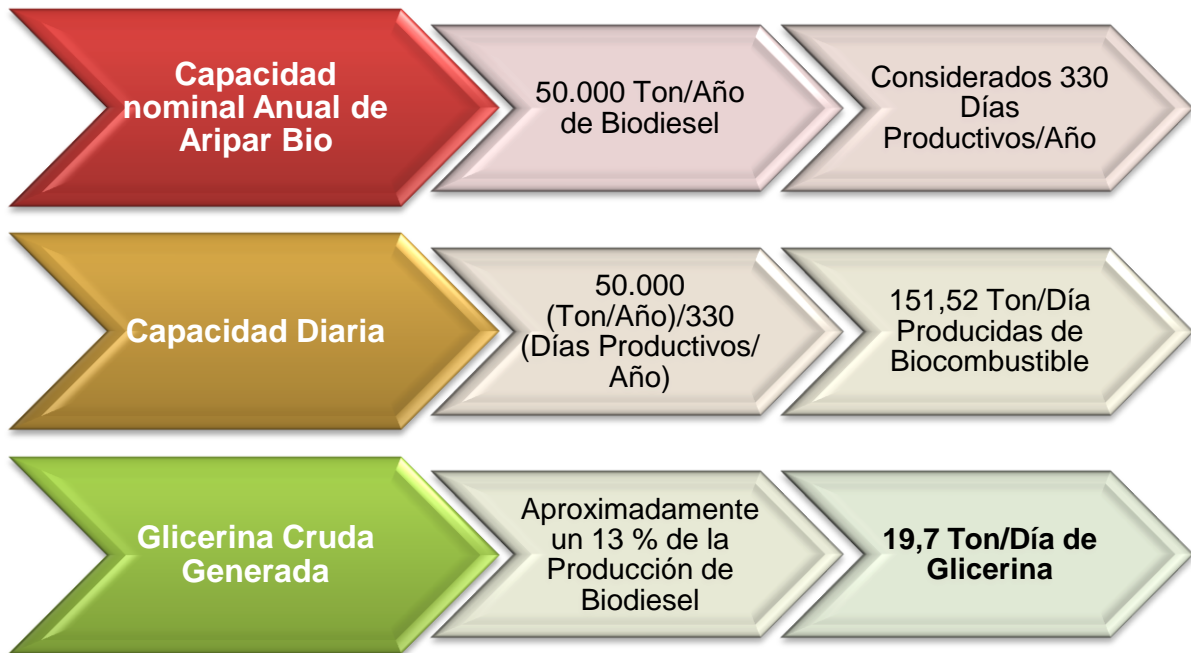 Capacidad
nominal Anual de
Aripar Bio
50.000 Ton/Año
de Biodiesel
Considerados 330
Días
Productivos/Año
Capacidad Diaria
50.000
(Ton/Año)/330
(Días Productivos/
Año)
151,52 Ton/Día
Producidas de
Biocombustible
Glicerina Cruda
Generada
Aproximadamente
un 13 % de la
Producción de
Biodiesel
19,7 Ton/Día de
Glicerina